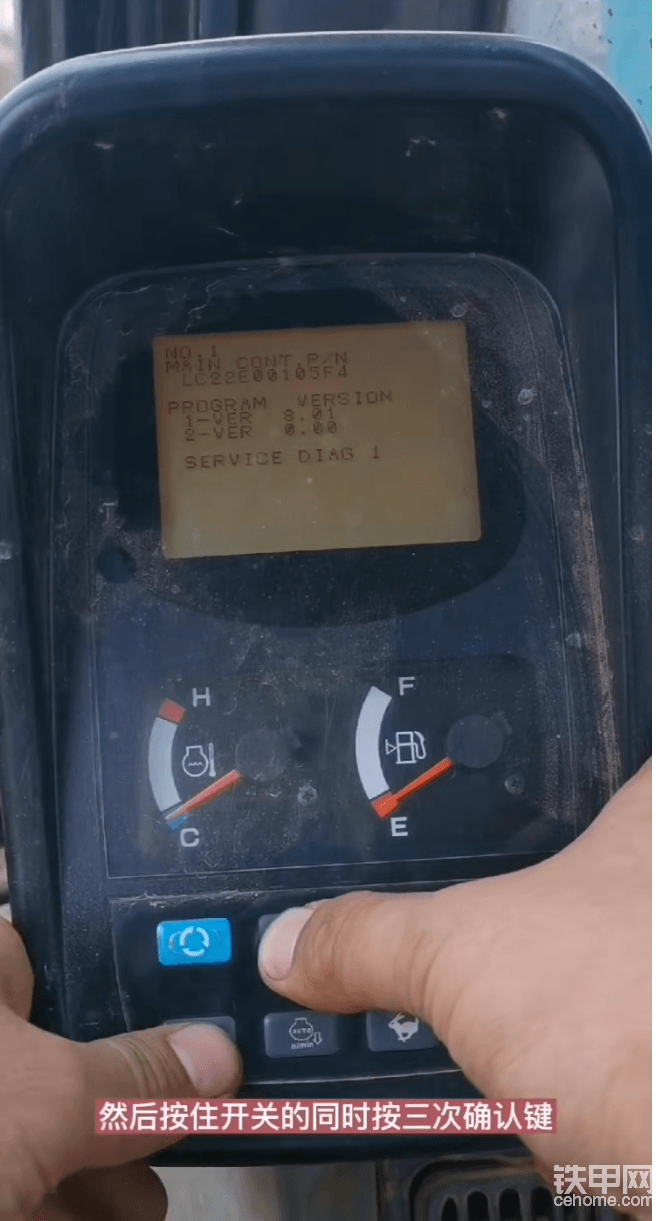 NO.1
MAIN CONT.P/N
LC22E00105F4
PROGRAM VERSION
1-VER 8.01
2-VER 0.00
SERVICE DIAG 1
H
F
C
E
AUTO
n/min
然后按住开关的同时按三次确认键
铁甲网
cehome.com